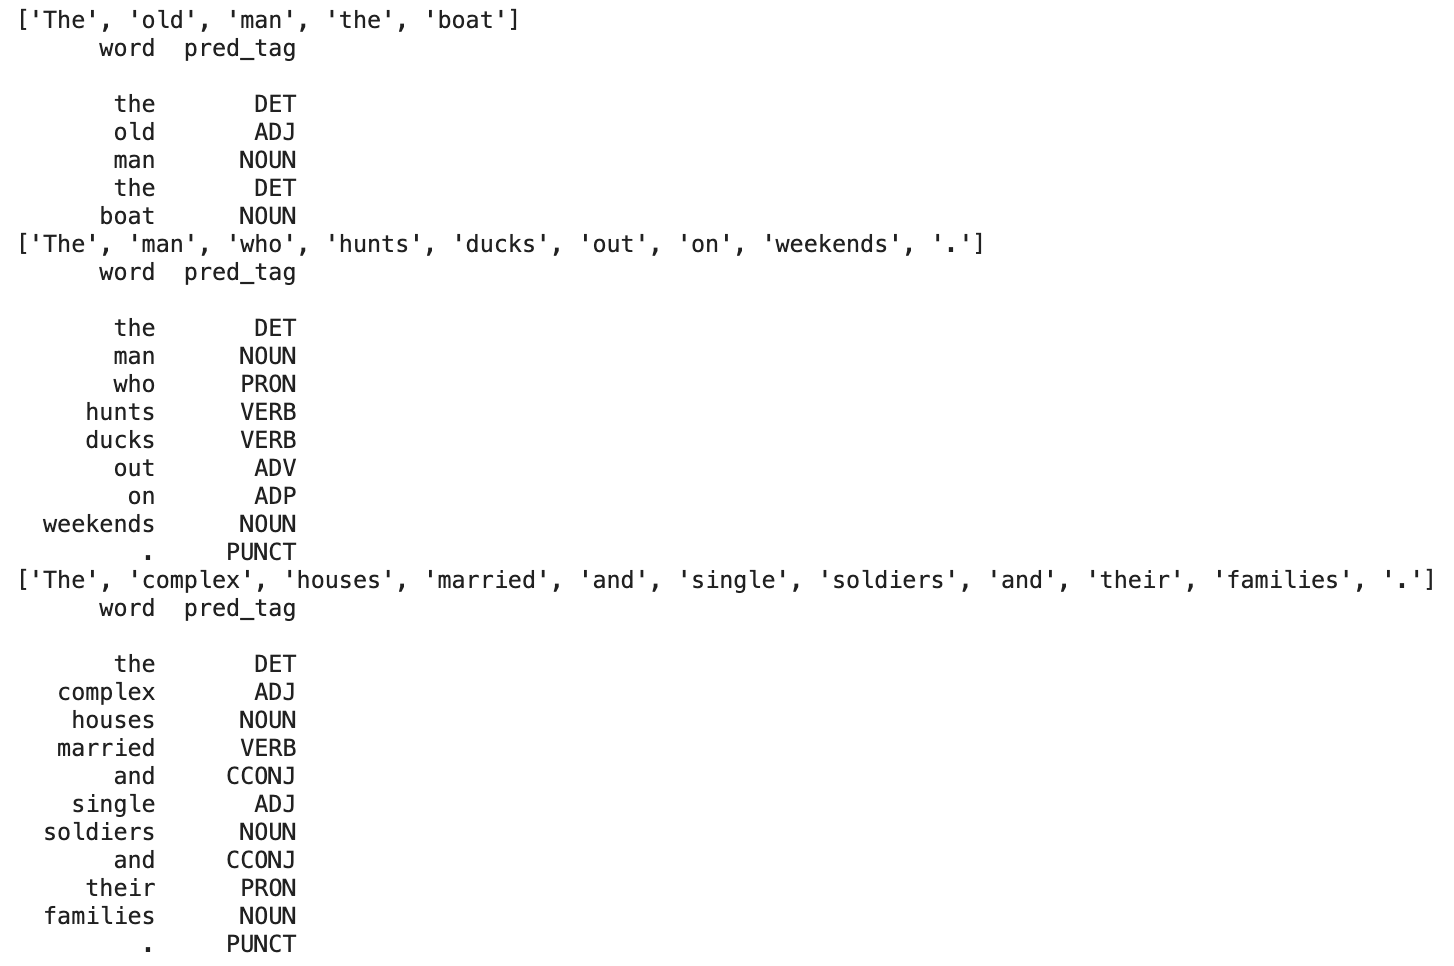 ['The', 'old', 'man', 'the', 'boat']
word pred_tag
the DET
old ADJ
man NOUN
the DET
boat NOUN
['The', 'man', 'who', 'hunts', 'ducks', 'out', 'on', 'weekends', '.']
word pred_tag
the DET
man NOUN
who PRON
hunts VERB
ducks VERB
out ADV
on ADP
weekends NOUN
. PUNCT
['The', 'complex', 'houses', 'married', 'and', 'single', 'soldiers', 'and', 'their', 'families', '.']
word pred_tag
the DET
complex ADJ
houses NOUN
married VERB
and CCONJ
single ADJ
soldiers NOUN
and CCONJ
their PRON
families NOUN
. PUNCT